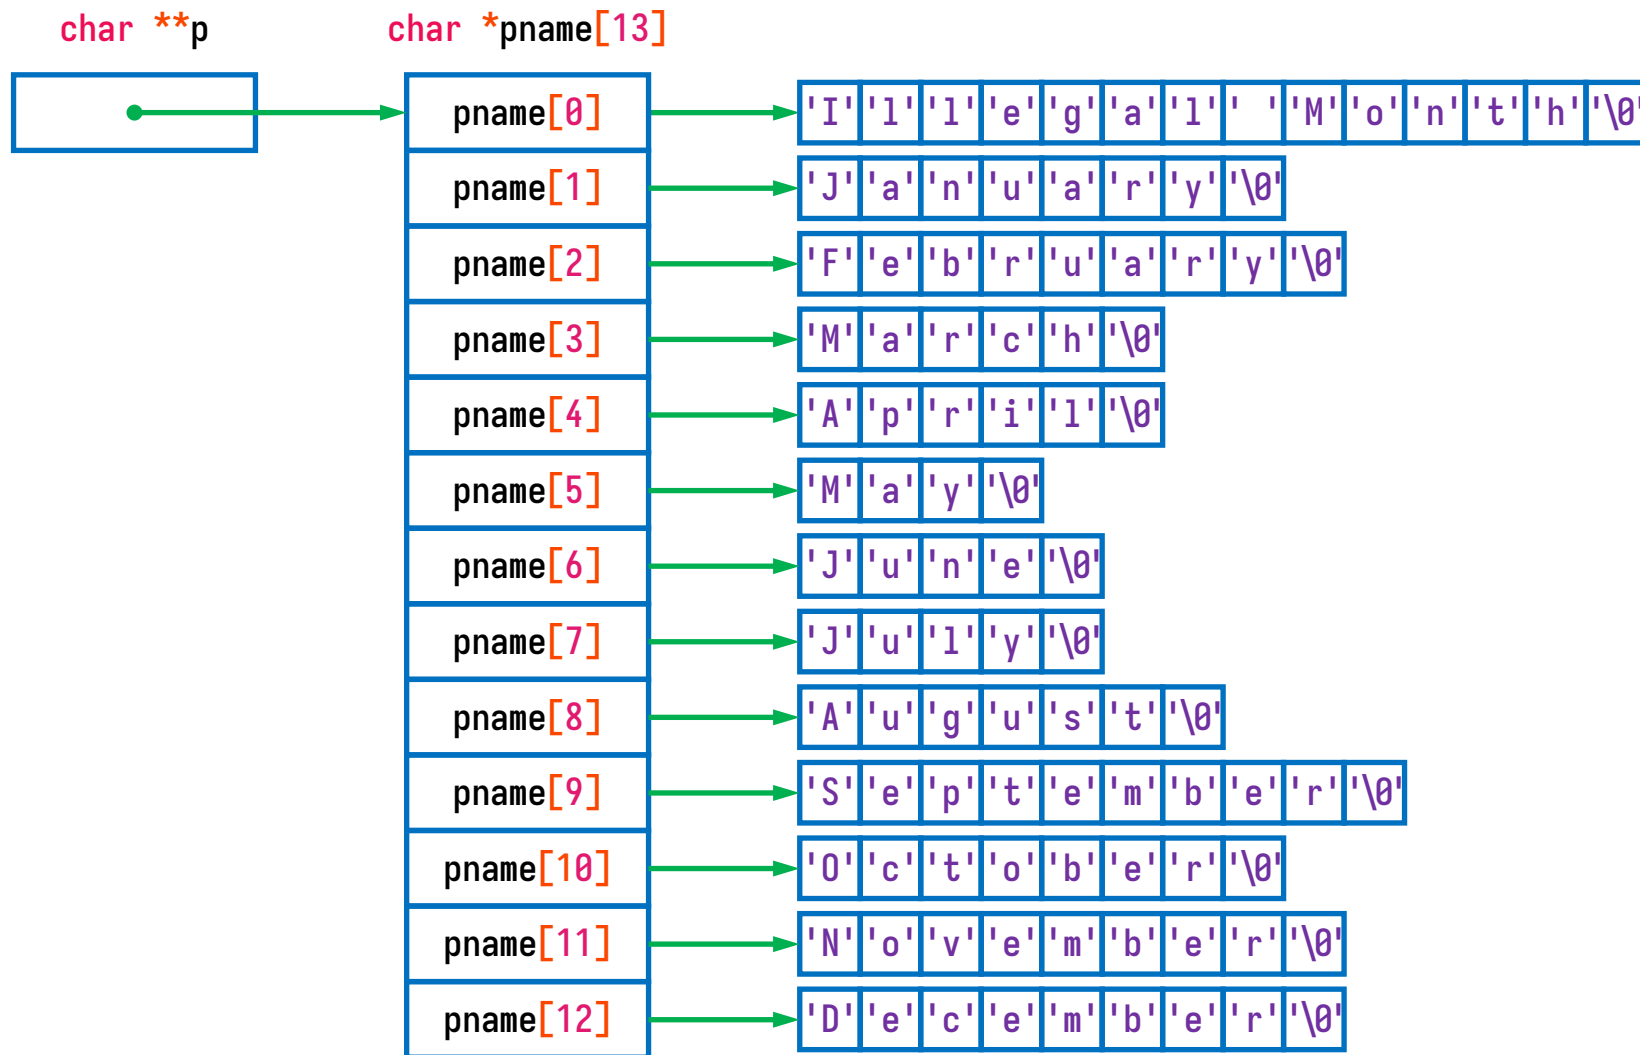 char **p char *pname[13]
pname[0] 'I' 'l' 'l' 'e' 'g' 'a' 'l' ' ' 'M' 'o' 'n' 't' 'h' '\0'
pname[1] 'J' 'a' 'n' 'u' 'a' 'r' 'y' '\0'
pname[2] 'F' 'e' 'b' 'r' 'u' 'a' 'r' 'y' '\0'
pname[3] 'M' 'a' 'r' 'c' 'h' '\0'
pname[4] 'A' 'p' 'r' 'i' 'l' '\0'
pname[5] 'M' 'a' 'y' '\0'
pname[6] 'J' 'u' 'n' 'e' '\0'
pname[7] 'J' 'u' 'l' 'y' '\0'
pname[8] 'A' 'u' 'g' 'u' 's' 't' '\0'
pname[9] 'S' 'e' 'p' 't' 'e' 'm' 'b' 'e' 'r' '\0'
pname[10] 'O' 'c' 't' 'o' 'b' 'e' 'r' '\0'
pname[11] 'N' 'o' 'v' 'e' 'm' 'b' 'e' 'r' '\0'
pname[12] 'D' 'e' 'c' 'e' 'm' 'b' 'e' 'r' '\0'